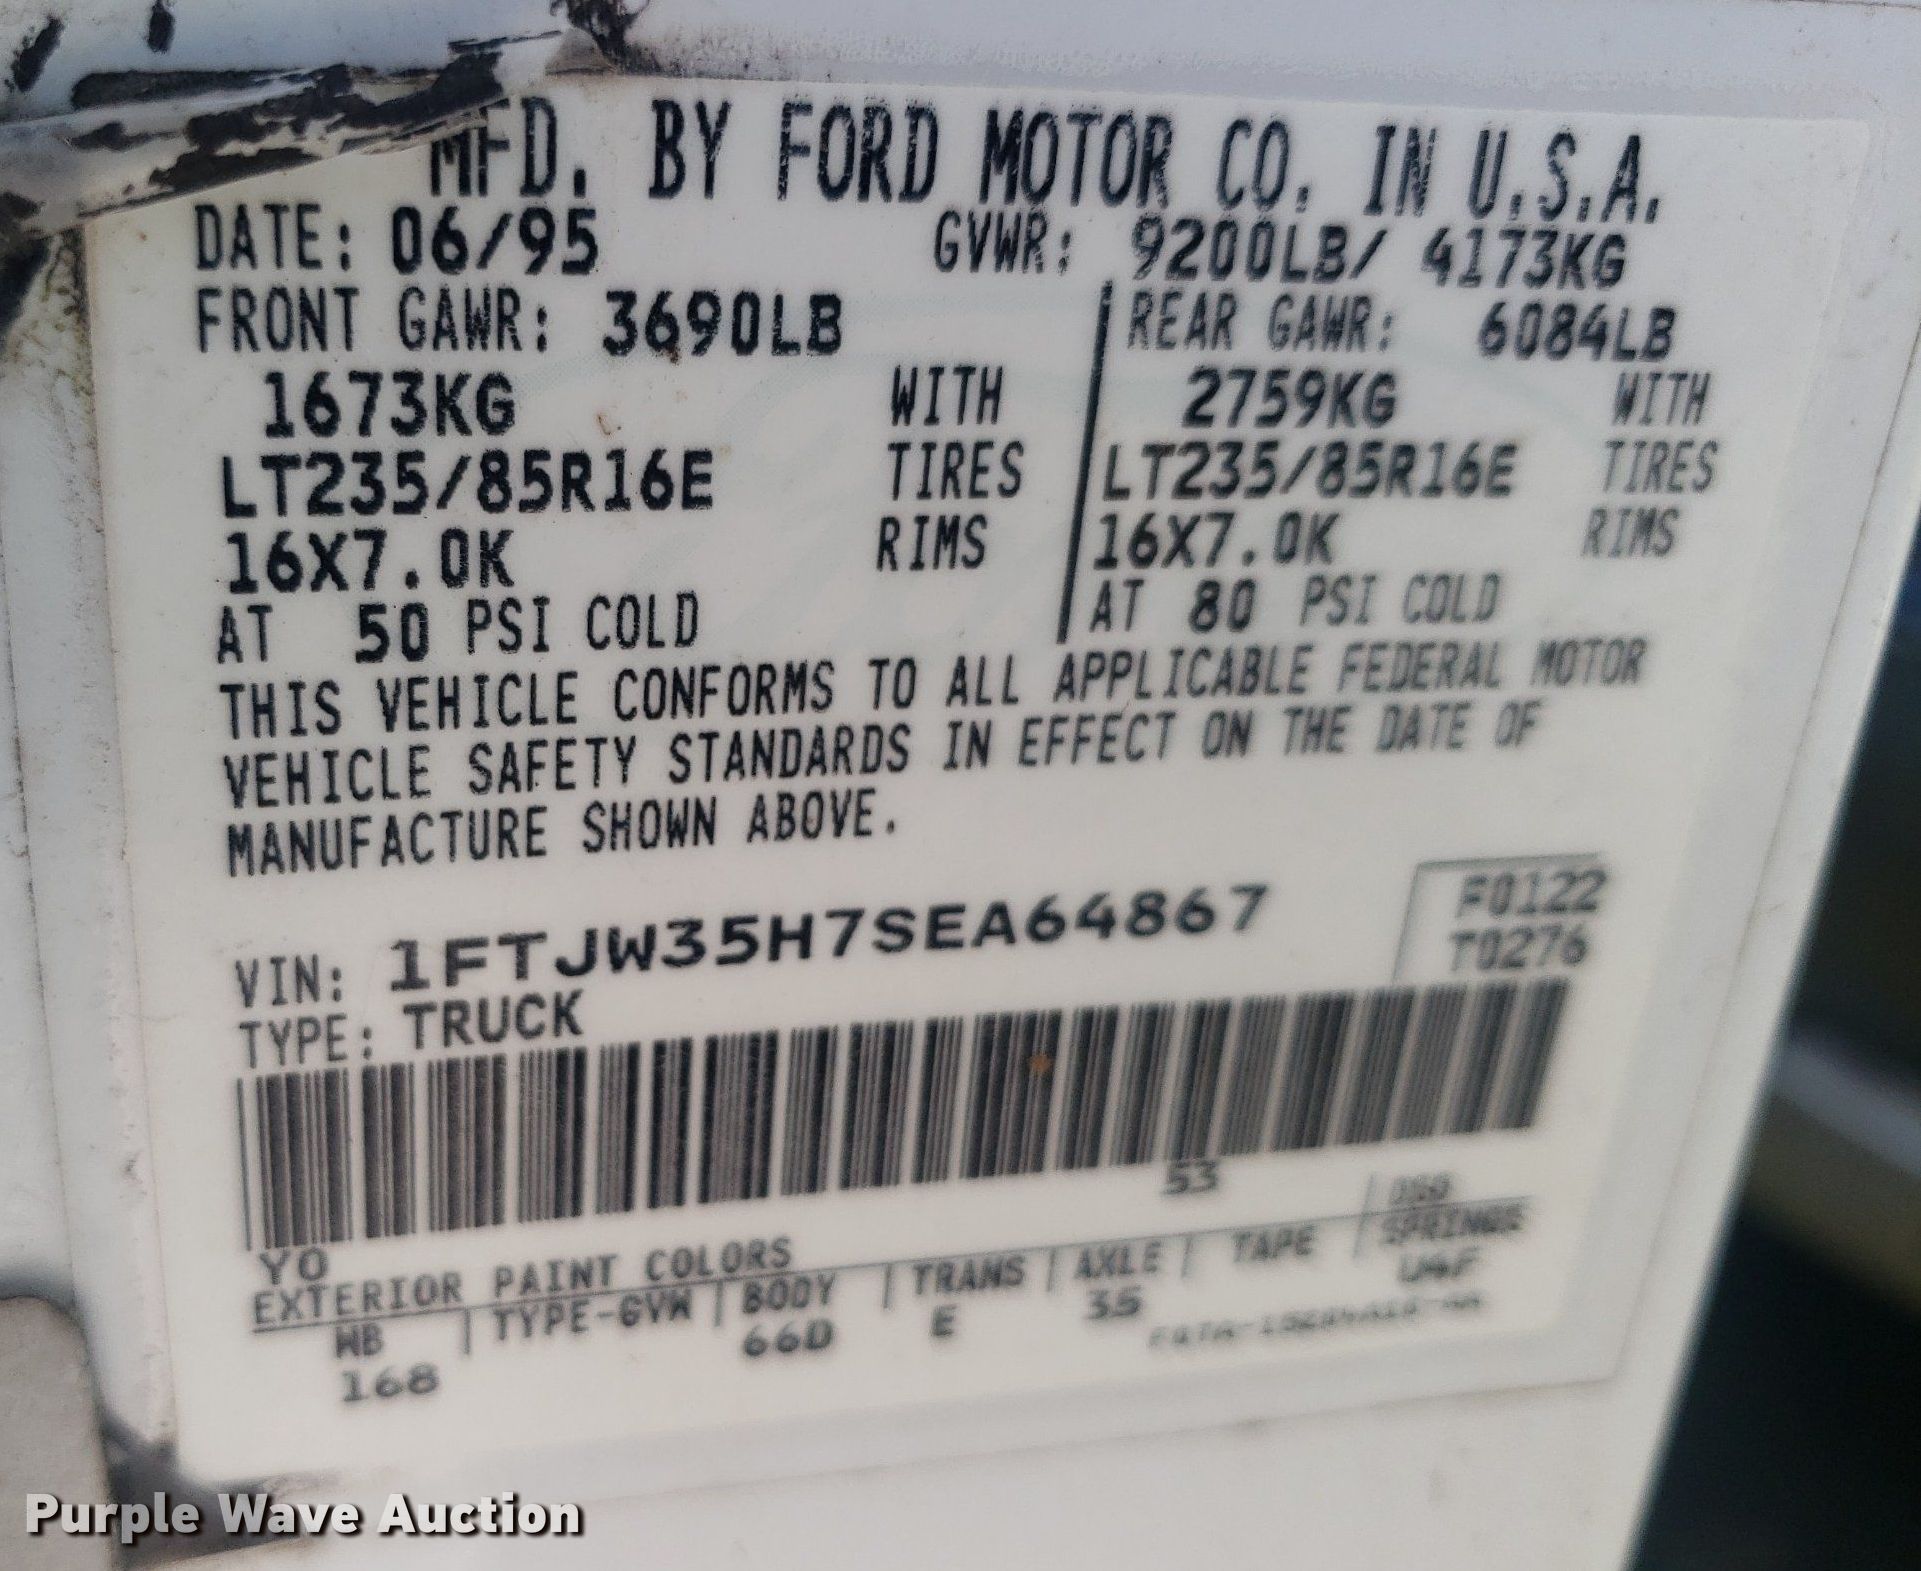 MFD. BY FORD MOTOR CO. IN U.S.A.
DATE: 06/95 GVWR: 9200LB/ 4173KG
FRONT GAWR: 3690LB REAR GAWR: 6084LB
1673KG WITH 2759KG WITH
LT235/85R16E TIRES LT235/85R16E TIRES
16X7.0K RIMS 16X7.0K RIMS
AT 50 PSI COLD AT 80 PSI COLD
THIS VEHICLE CONFORMS TO ALL APPLICABLE FEDERAL MOTOR
VEHICLE SAFETY STANDARDS IN EFFECT ON THE DATE OF
MANUFACTURE SHOWN ABOVE.
F0122
VIN: 1FTJW35H7SEA64867 T0276
TYPE: TRUCK
53
YO DSO
EXTERIOR PAINT COLORS
WB | TYPE-GVW | BODY | TRANS | AXLE | TAPE | SPRINGS
168 66D E 35
Purple Wave Auction